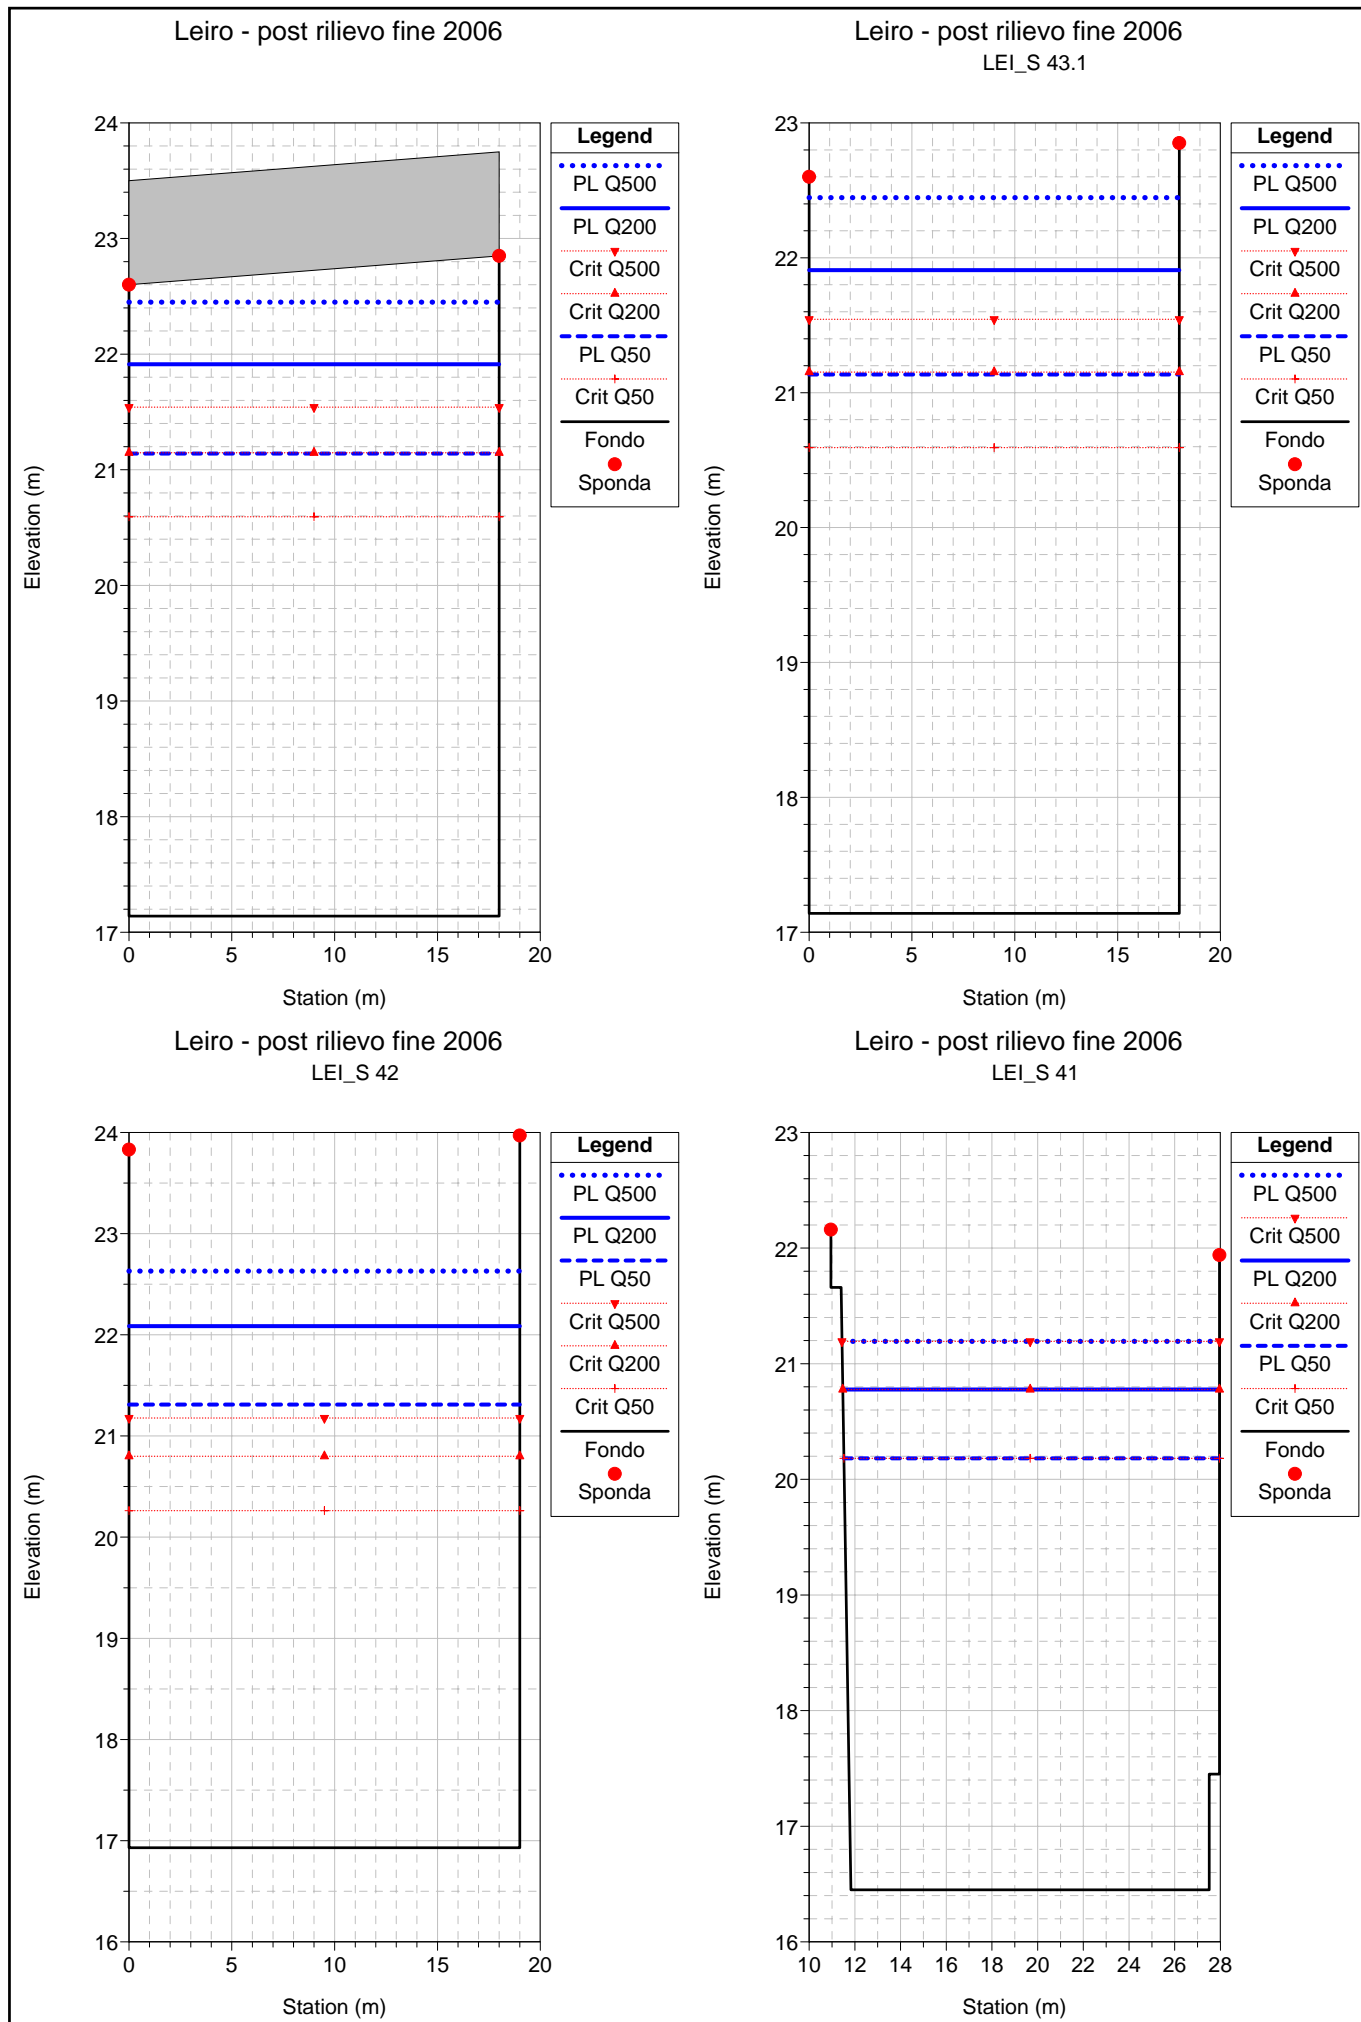 Leiro - post rilievo fine 2006
24
23
22
21
20
19
18
17
0
5
10
15
20
Station (m)
Elevation (m)
Legend
PL Q500
PL Q200
Crit Q500
Crit Q200
PL Q50
Crit Q50
Fondo
Sponda
Leiro - post rilievo fine 2006
LEI_S 43.1
23
22
21
20
19
18
17
0
5
10
15
20
Station (m)
Elevation (m)
Legend
PL Q500
PL Q200
Crit Q500
Crit Q200
PL Q50
Crit Q50
Fondo
Sponda
Leiro - post rilievo fine 2006
LEI_S 42
24
23
22
21
20
19
18
17
16
0
5
10
15
20
Station (m)
Elevation (m)
Legend
PL Q500
PL Q200
PL Q50
Crit Q500
Crit Q200
Crit Q50
Fondo
Sponda
Leiro - post rilievo fine 2006
LEI_S 41
23
22
21
20
19
18
17
16
10
12
14
16
18
20
22
24
26
28
Station (m)
Elevation (m)
Legend
PL Q500
Crit Q500
PL Q200
Crit Q200
PL Q50
Crit Q50
Fondo
Sponda